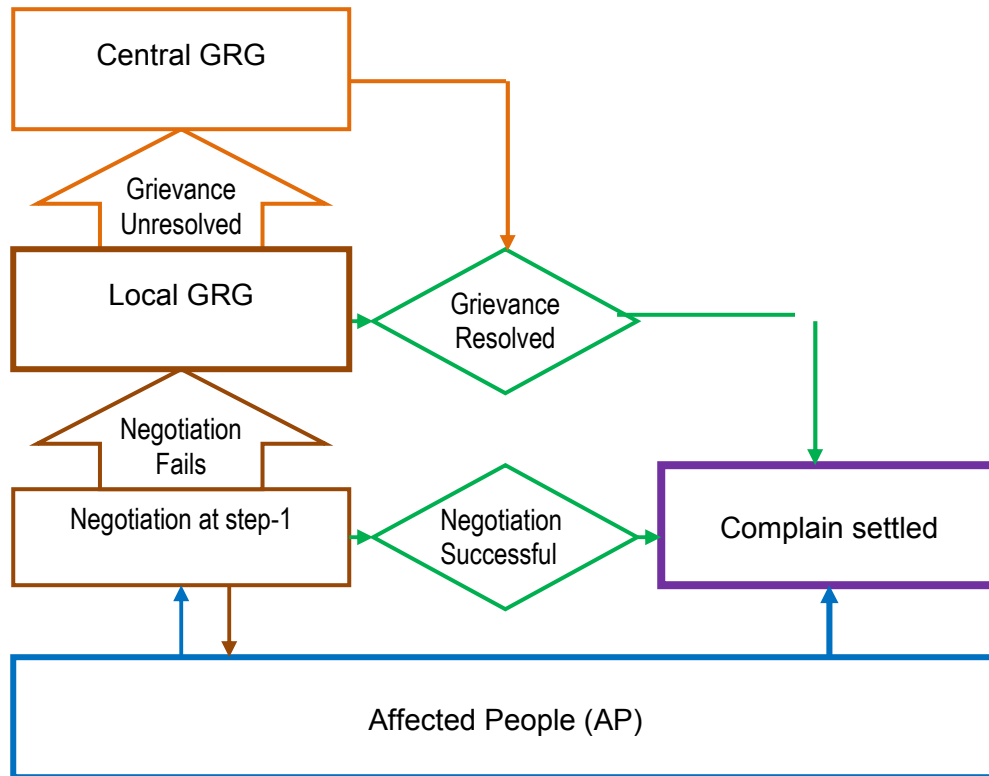 Central GRG
Grievance
Unresolved
Local GRG
Grievance
Resolved
Negotiation
Fails
Negotiation at step-1
Negotiation
Successful
Complain settled
Affected People (AP)